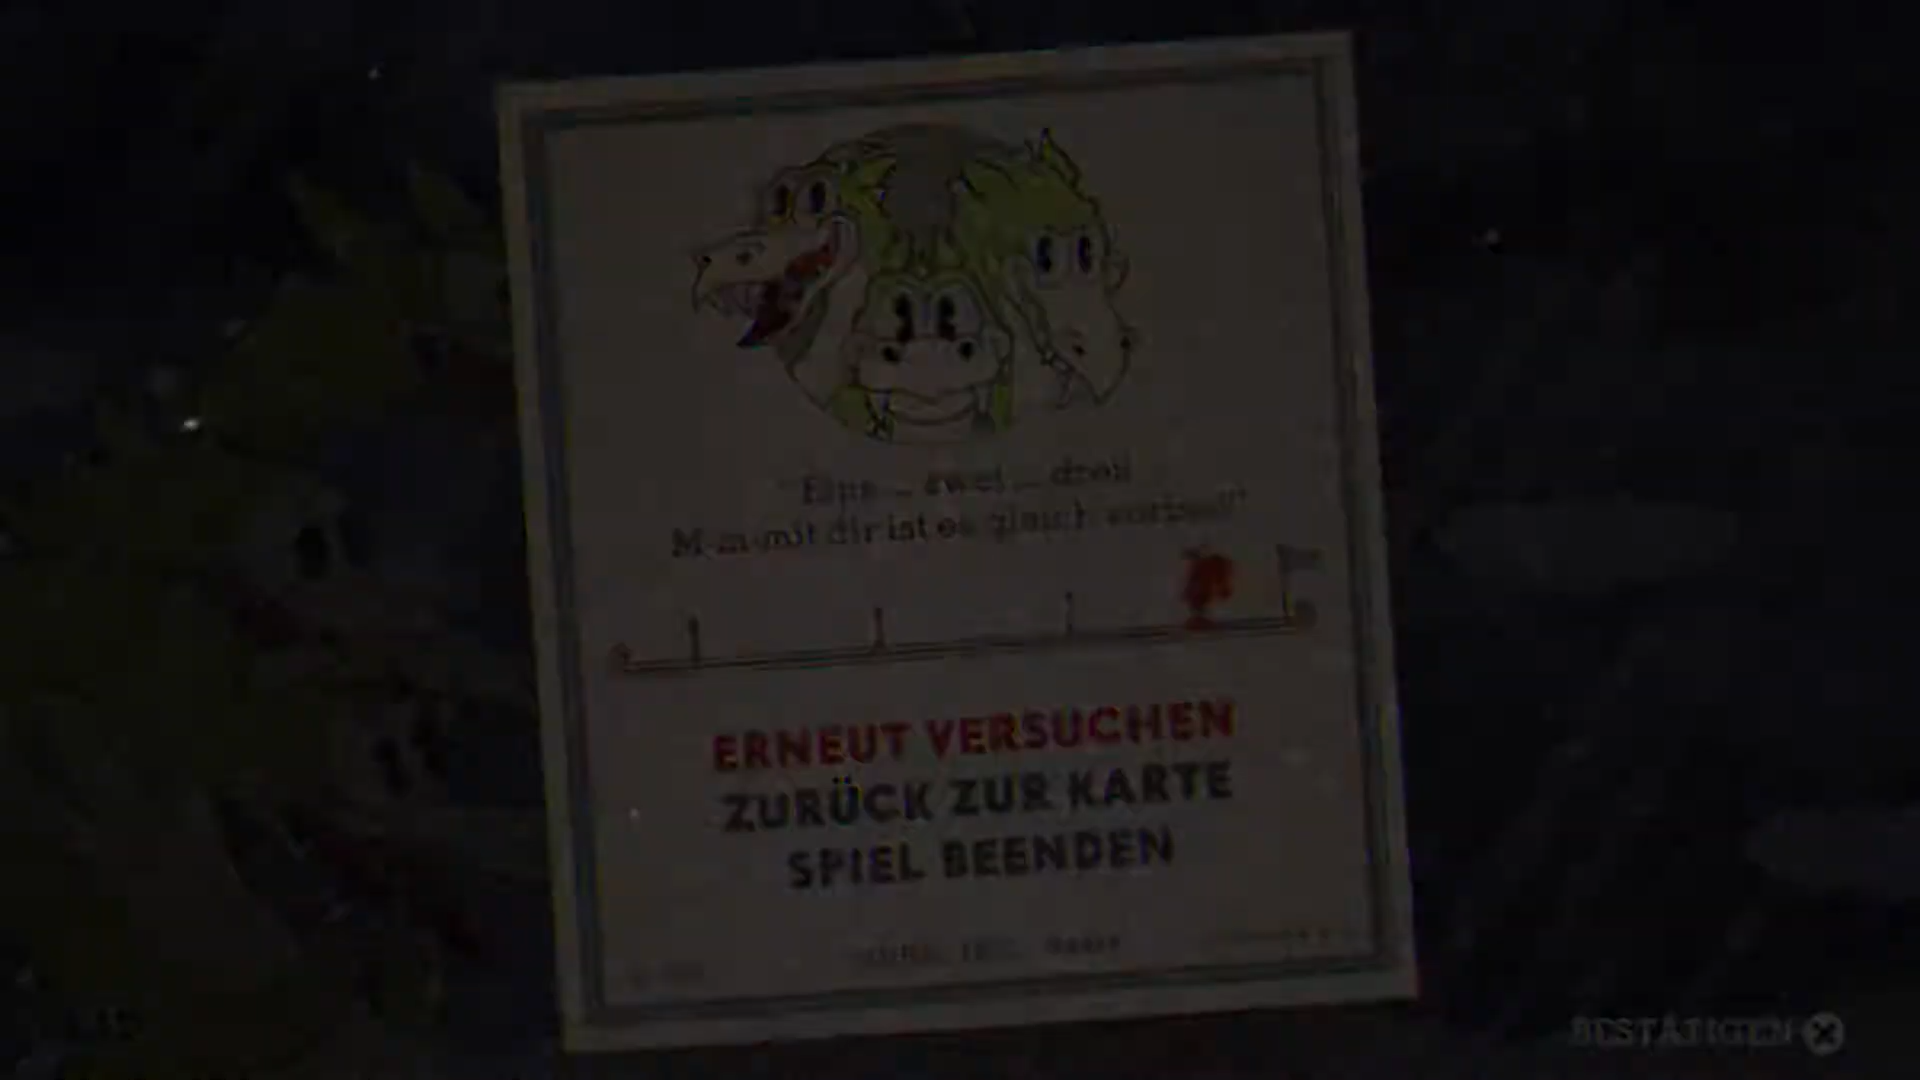 "Eins ... zwei ... drei!
M-m-mit dir ist es gleich vorbei!"
ERNEUT VERSUCHEN
ZURÜCK ZUR KARTE
SPIEL BEENDEN
BESTÄTIGEN